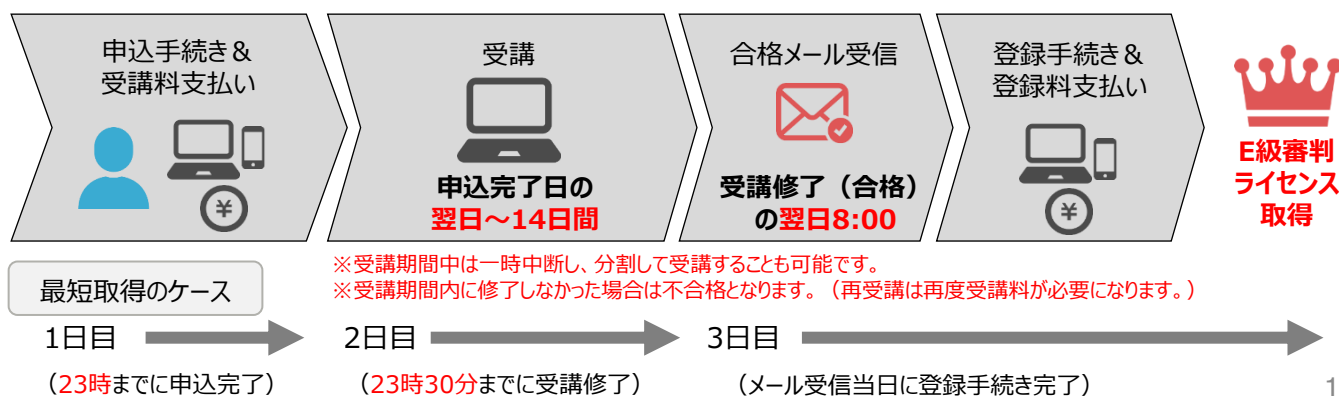 申込手続き＆
受講料支払い
¥
受講
申込完了日の
翌日～14日間
合格メール受信
受講修了（合格）
の翌日8:00
登録手続き＆
登録料支払い
¥
E級審判
ライセンス
取得
※受講期間中は一時中断し、分割して受講することも可能です。
※受講期間内に修了しなかった場合は不合格となります。（再受講は再度受講料が必要になります。）
最短取得のケース
1日目
2日目
3日目
（23時までに申込完了）
（23時30分までに受講修了）
（メール受信当日に登録手続き完了）
1